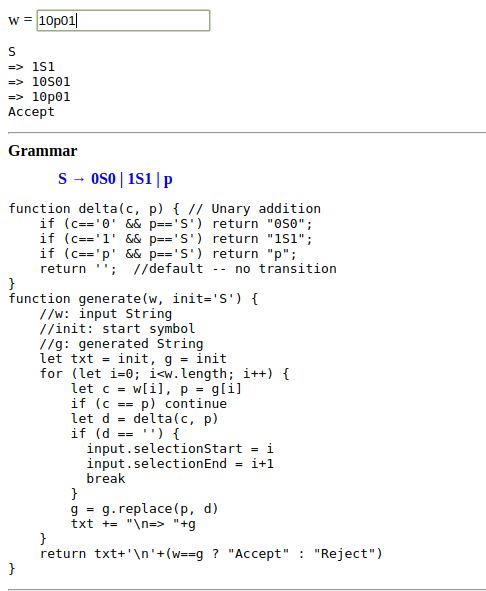 w = 10p01
S
=> 1S1
=> 10S01
=> 10p01
Accept
Grammar
S → 0S0 | 1S1 | p
function delta(c, p) { // Unary addition
    if (c=='0' && p=='S') return "0S0";
    if (c=='1' && p=='S') return "1S1";
    if (c=='p' && p=='S') return "p";
    return '';  //default -- no transition
}
function generate(w, init='S') {
    //w: input String
    //init: start symbol
    //g: generated String
    let txt = init, g = init
    for (let i=0; i<w.length; i++) {
        let c = w[i], p = g[i]
        if (c == p) continue
        let d = delta(c, p)
        if (d == '') {
          input.selectionStart = i
          input.selectionEnd = i+1
          break
        }
        g = g.replace(p, d)
        txt += "\n=> "+g
    }
    return txt+'\n'+(w==g ? "Accept" : "Reject")
}